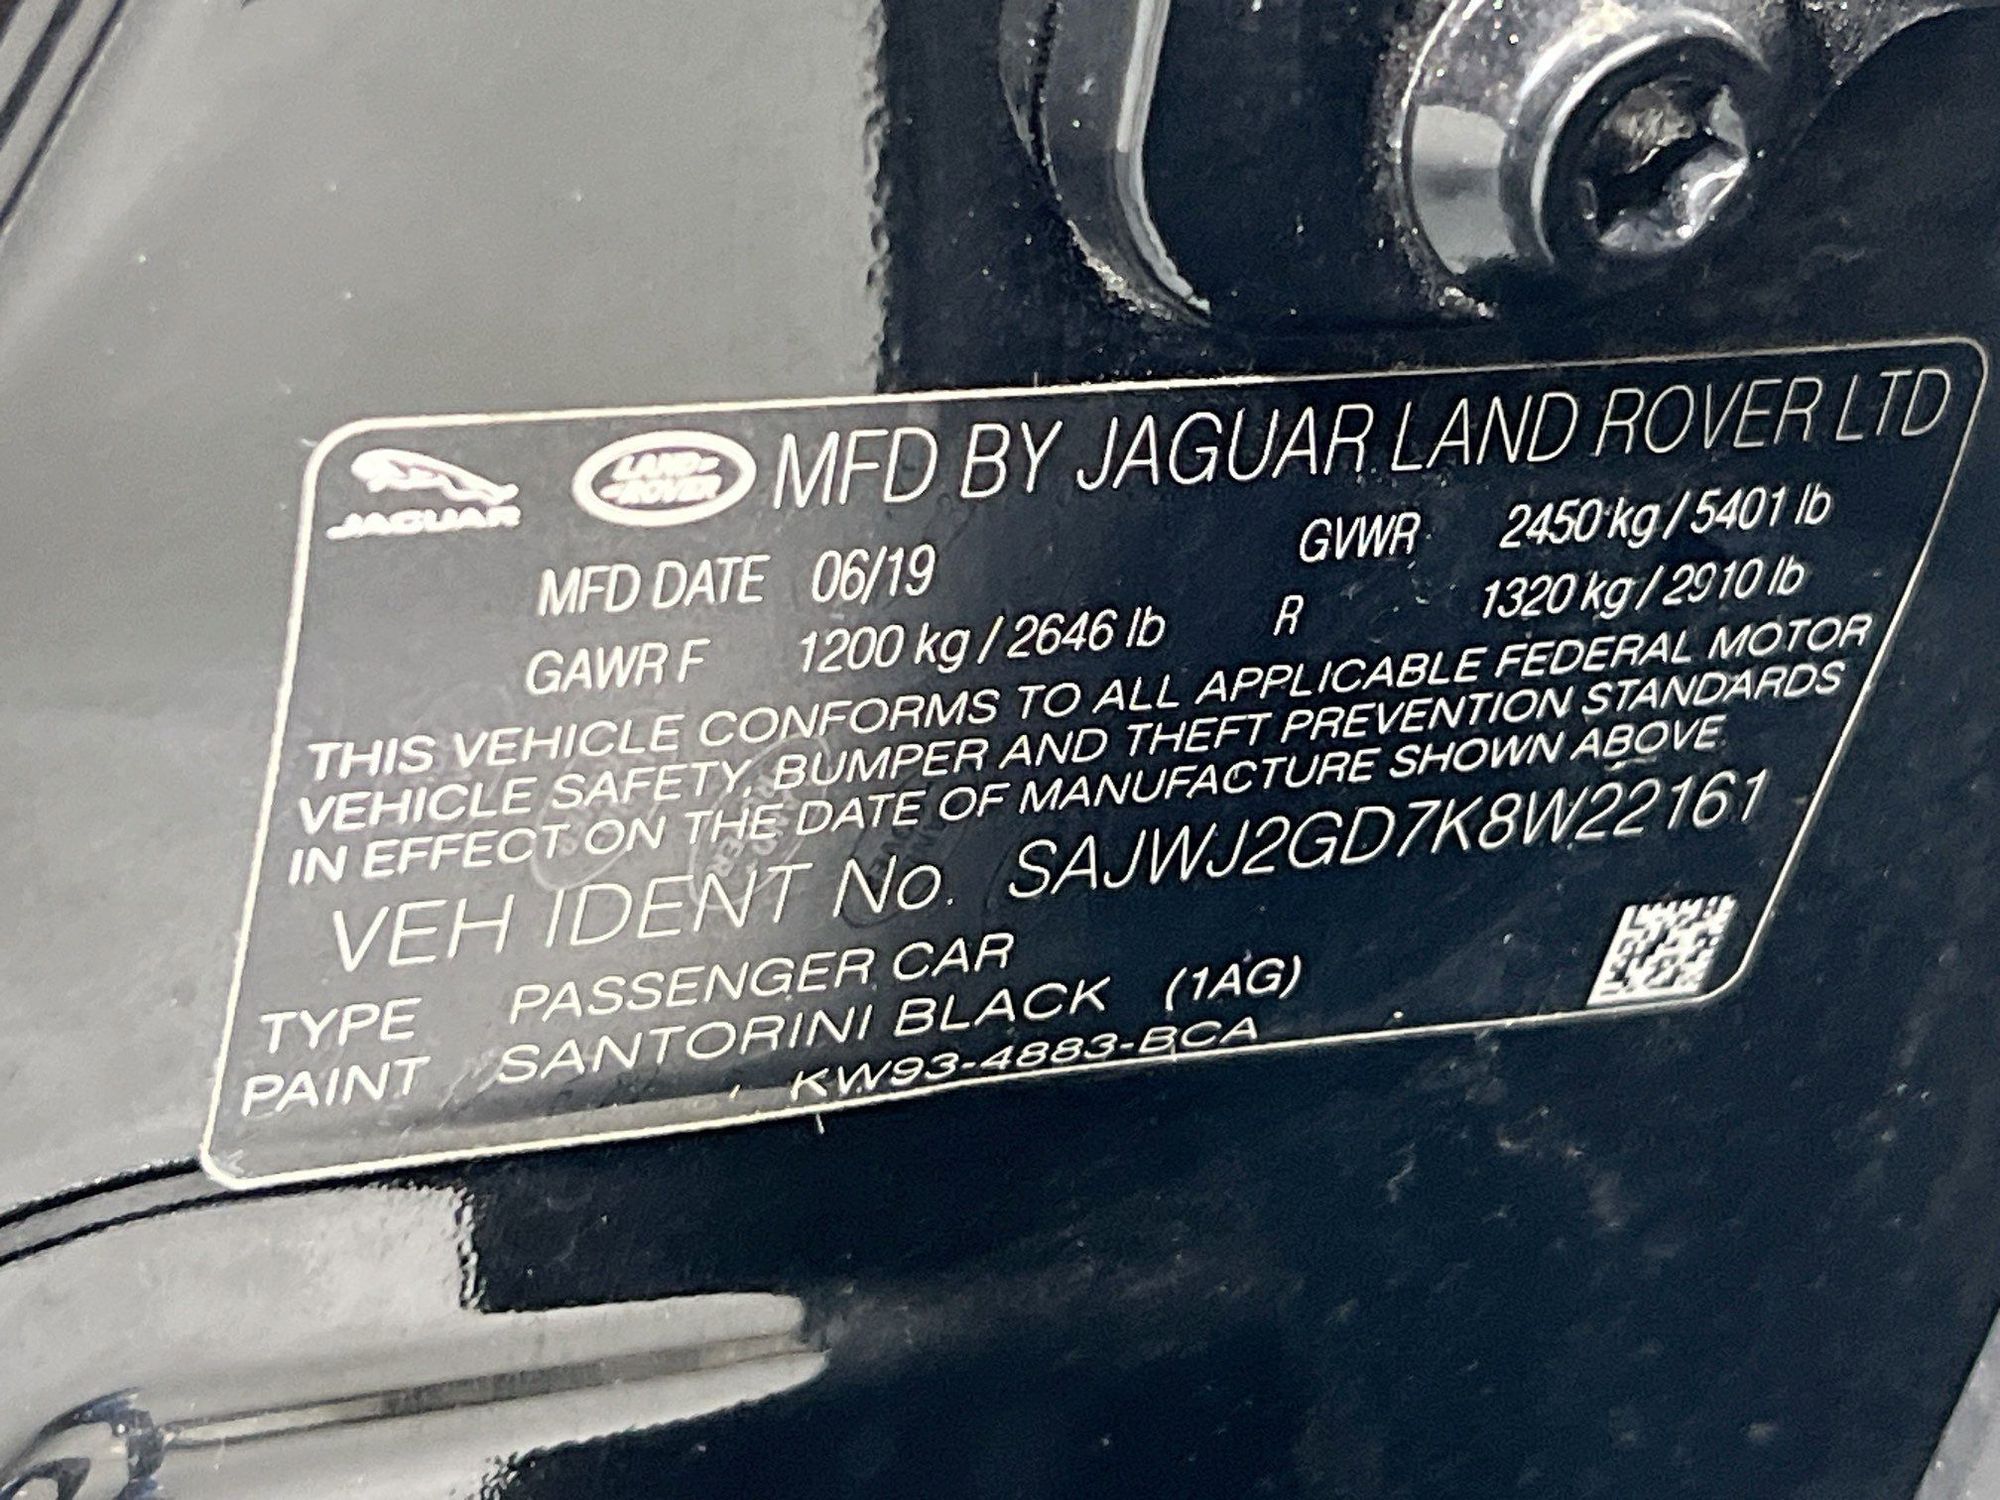 JAGUAR LAND-ROVER MFD BY JAGUAR LAND ROVER LTD
MFD DATE 06/19 GVWR 2450 kg / 5401 lb
GAWR F 1200 kg / 2646 lb R 1320 kg / 2910 lb
THIS VEHICLE CONFORMS TO ALL APPLICABLE FEDERAL MOTOR
VEHICLE SAFETY, BUMPER AND THEFT PREVENTION STANDARDS
IN EFFECT ON THE DATE OF MANUFACTURE SHOWN ABOVE.
VEH IDENT No. SAJWJ2GD7K8W22161
TYPE PASSENGER CAR
PAINT SANTORINI BLACK (1AG)
KW93-4883-BCA